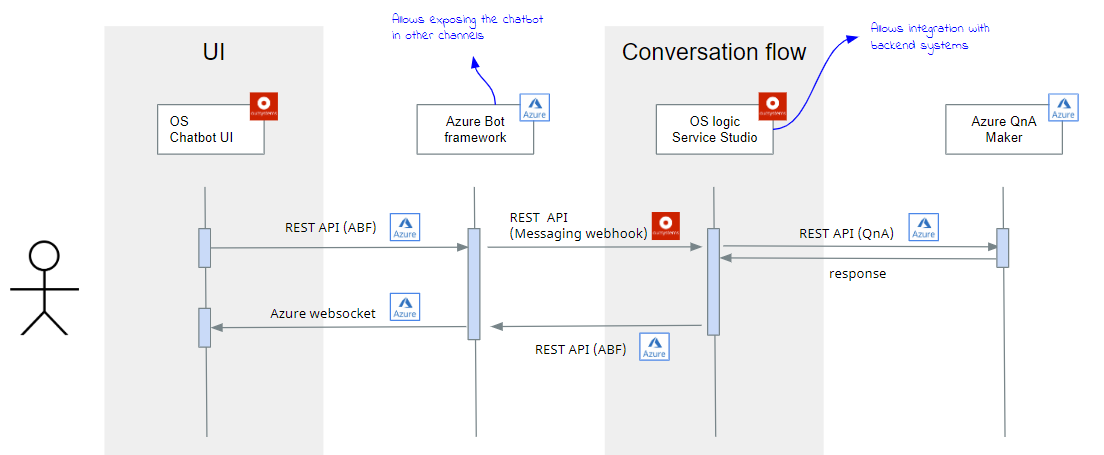 Allows exposing the chatbot
in other channels
Allows integration with
backend systems
UI
Conversation flow
OS
Chatbot UI
outsystems
Azure Bot
framework
Azure
OS logic
Service Studio
outsystems
Azure QnA
Maker
Azure
REST API (ABF)
Azure
REST API
(Messaging webhook)
outsystems
REST API (QnA)
Azure
response
Azure websocket
Azure
REST API (ABF)
Azure